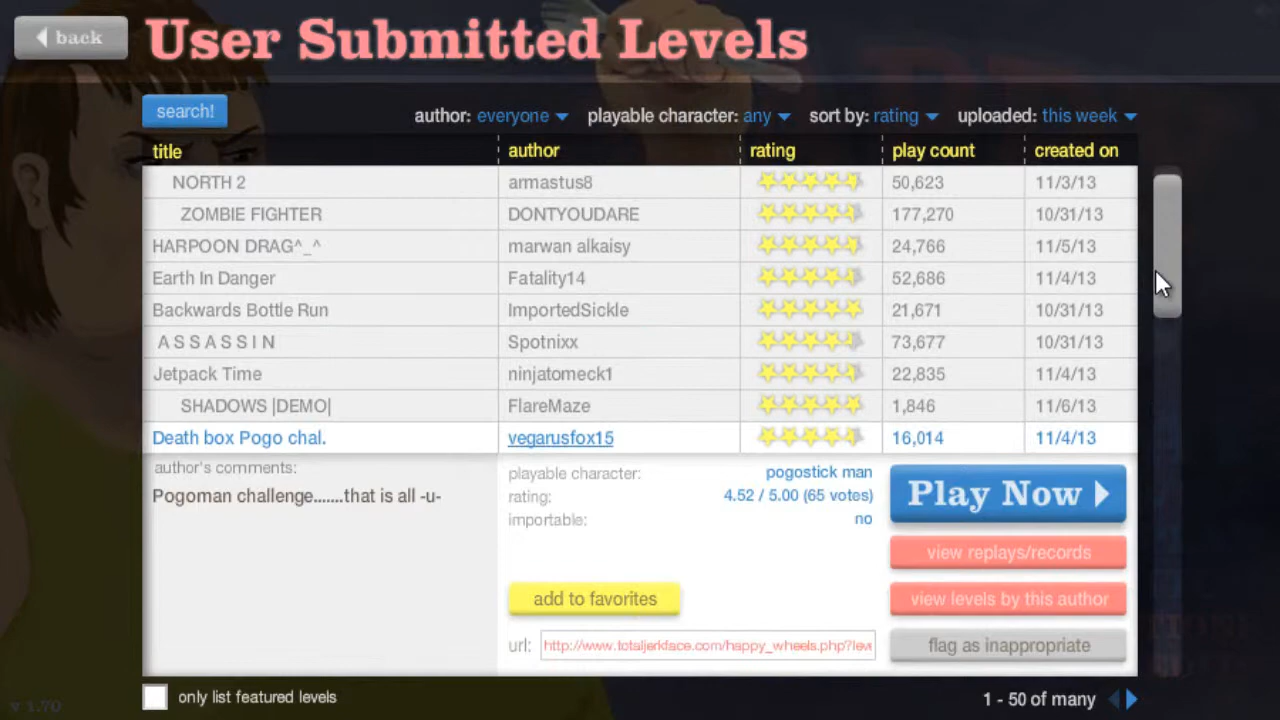 back
User Submitted Levels
search!
author: everyone playable character: any sort by: rating uploaded: this week
title author rating play count created on
NORTH 2 armastus8 50,623 11/3/13
ZOMBIE FIGHTER DONTYOUDARE 177,270 10/31/13
HARPOON DRAG^_^ marwan alkaisy 24,766 11/5/13
Earth In Danger Fatality14 52,686 11/4/13
Backwards Bottle Run ImportedSickle 21,671 10/31/13
A S S A S S I N Spotnixx 73,677 10/31/13
Jetpack Time ninjatomeck1 22,835 11/4/13
SHADOWS |DEMO| FlareMaze 1,846 11/6/13
Death box Pogo chal. vegarusfox15 16,014 11/4/13
author's comments:
Pogoman challenge.......that is all -u-
playable character: pogostick man
rating: 4.52 / 5.00 (65 votes)
importable: no
Play Now
view replays/records
add to favorites
view levels by this author
url: http://www.totaljerkface.com/happy_wheels.php?leve
flag as inappropriate
only list featured levels
1 - 50 of many
v 1.70